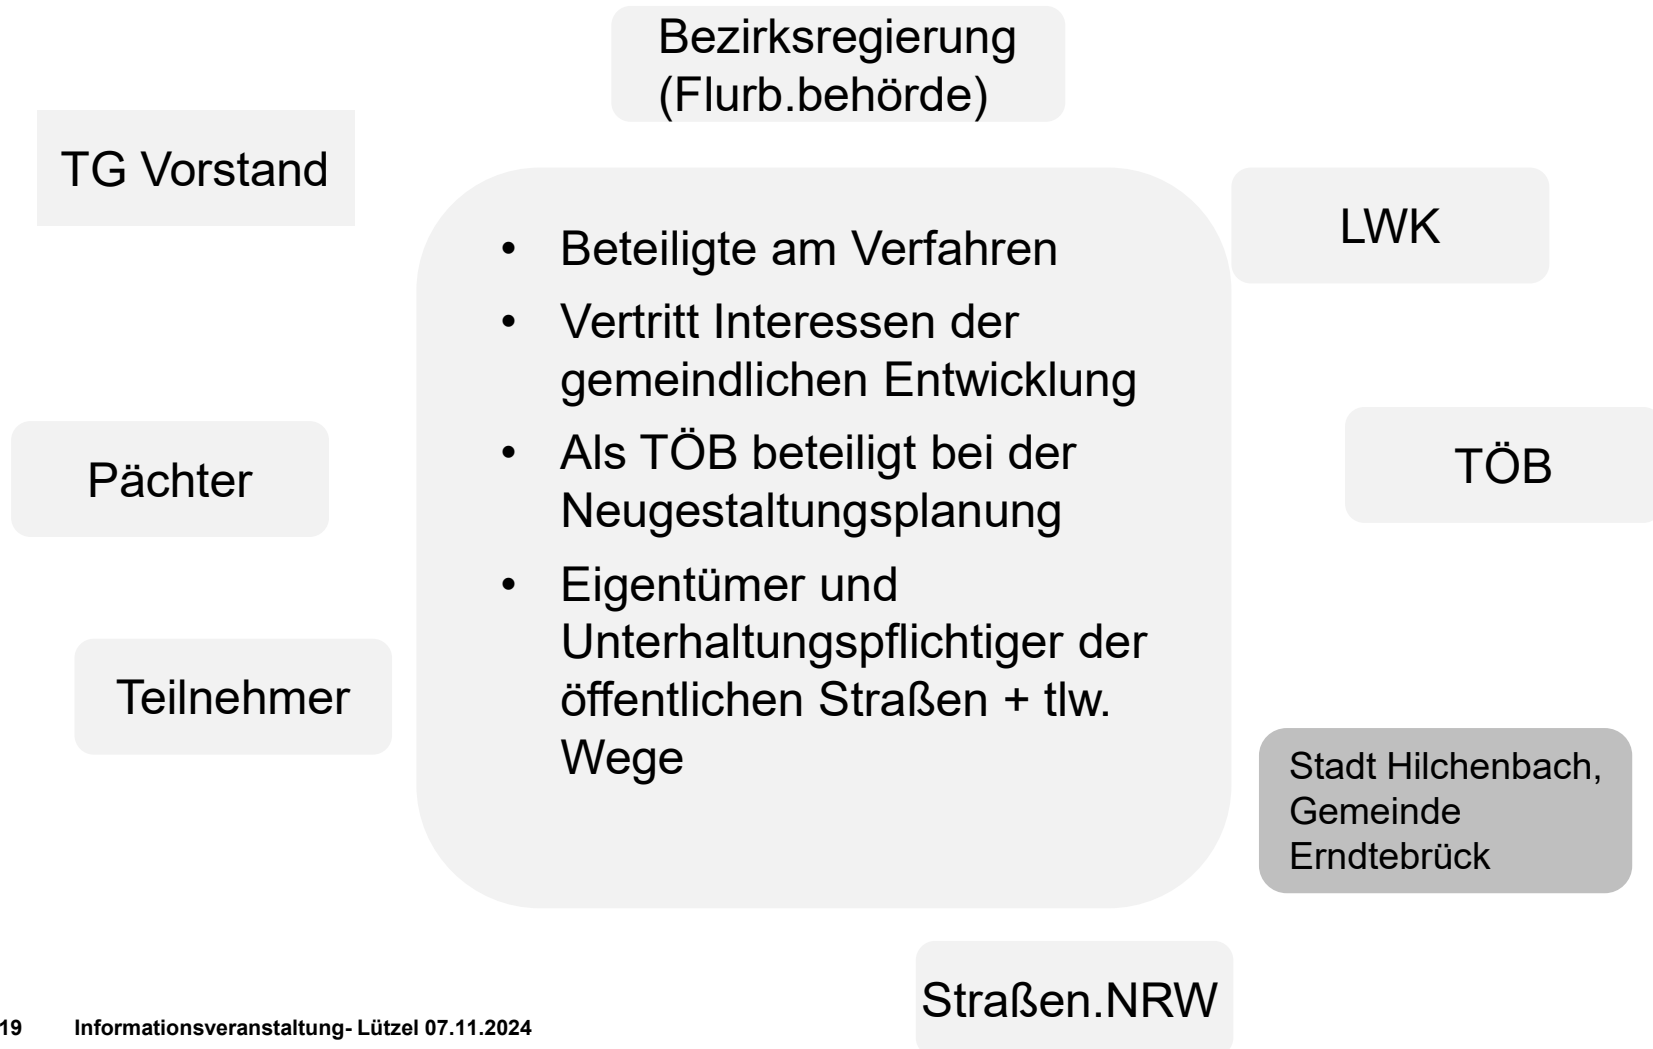 Bezirksregierung
(Flurb.behörde)
TG Vorstand
LWK
• Beteiligte am Verfahren
• Vertritt Interessen der
gemeindlichen Entwicklung
• Als TÖB beteiligt bei der
Neugestaltungsplanung
• Eigentümer und
Unterhaltungspflichtiger der
öffentlichen Straßen + tlw.
Wege
Pächter
TÖB
Teilnehmer
Stadt Hilchenbach,
Gemeinde
Erndtebrück
Straßen.NRW
19 Informationsveranstaltung- Lützel 07.11.2024